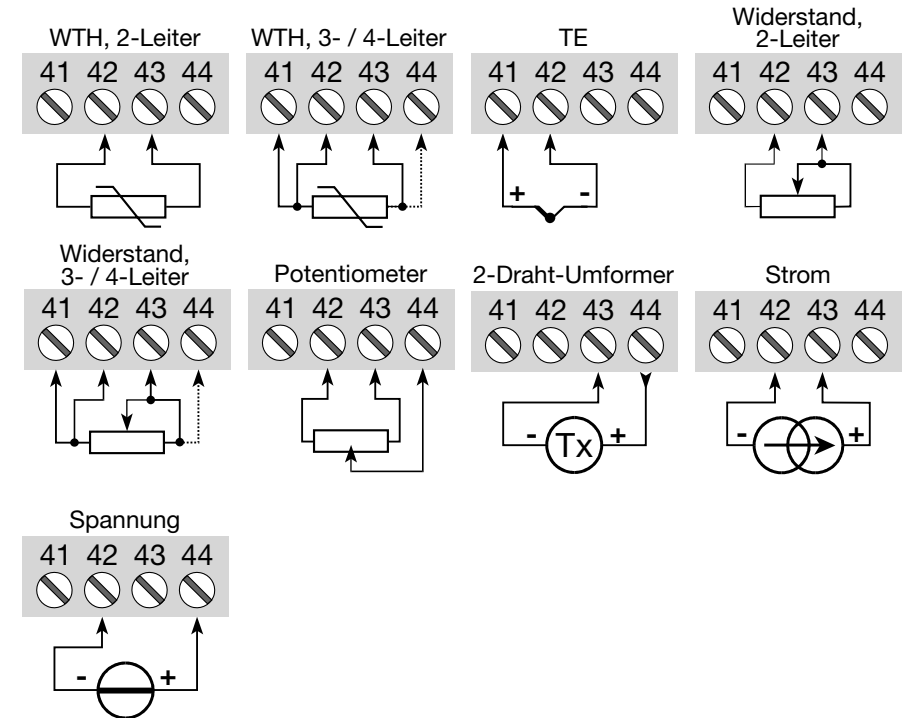 WTH, 2-Leiter
41 42 43 44
WTH, 3- / 4-Leiter
41 42 43 44
TE
41 42 43 44
+ -
Widerstand,
2-Leiter
41 42 43 44
Widerstand,
3- / 4-Leiter
41 42 43 44
Potentiometer
41 42 43 44
2-Draht-Umformer
41 42 43 44
- Tx +
Strom
41 42 43 44
- +
Spannung
41 42 43 44
- +